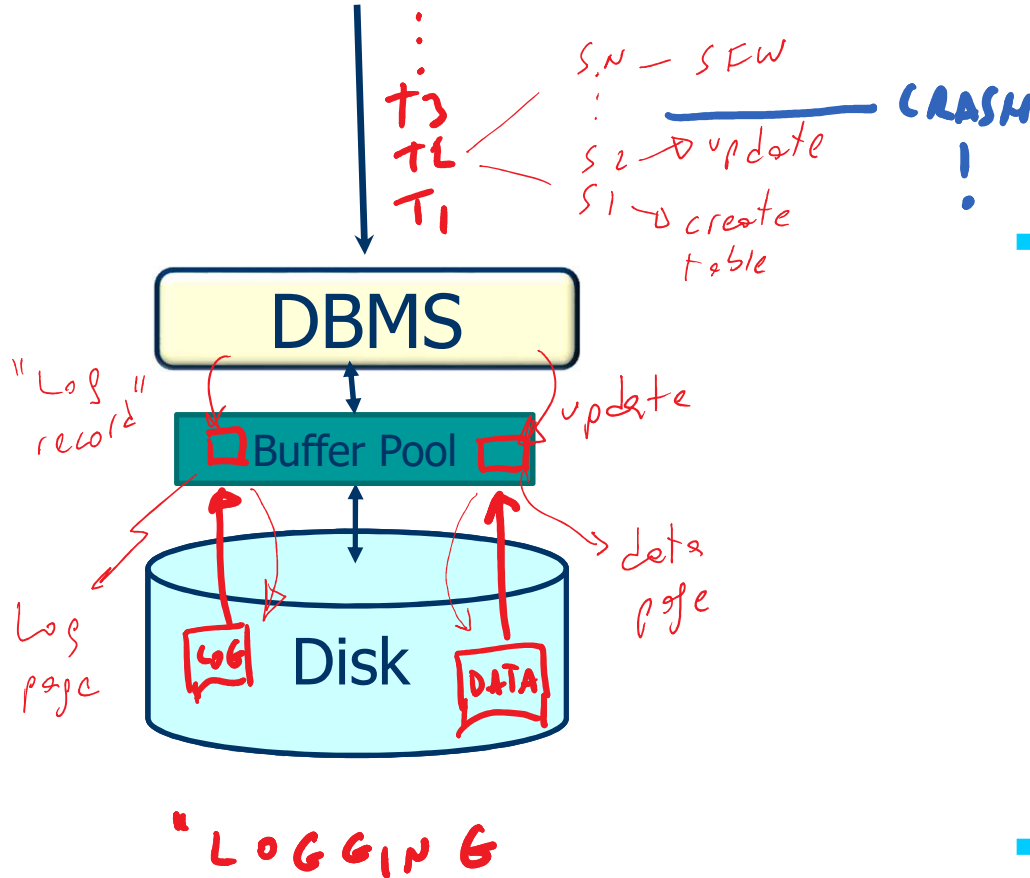 ⋮
T3
T2
T1
S.N — SFW
⋮
S2 → update
S1 → create
table
CRASH
!
DBMS
"Log
record"
update
Buffer Pool
data
page
Log
page
LOG
Disk
DATA
"LOGGING